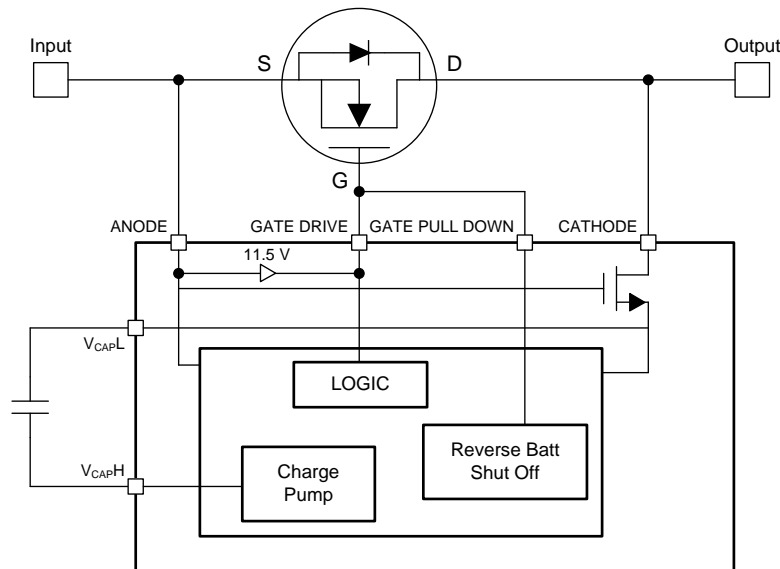 Input
Output
S
D
G
ANODE
GATE DRIVE
GATE PULL DOWN
CATHODE
11.5 V
VCAPL
LOGIC
Reverse Batt
Shut Off
Charge
Pump
VCAPH